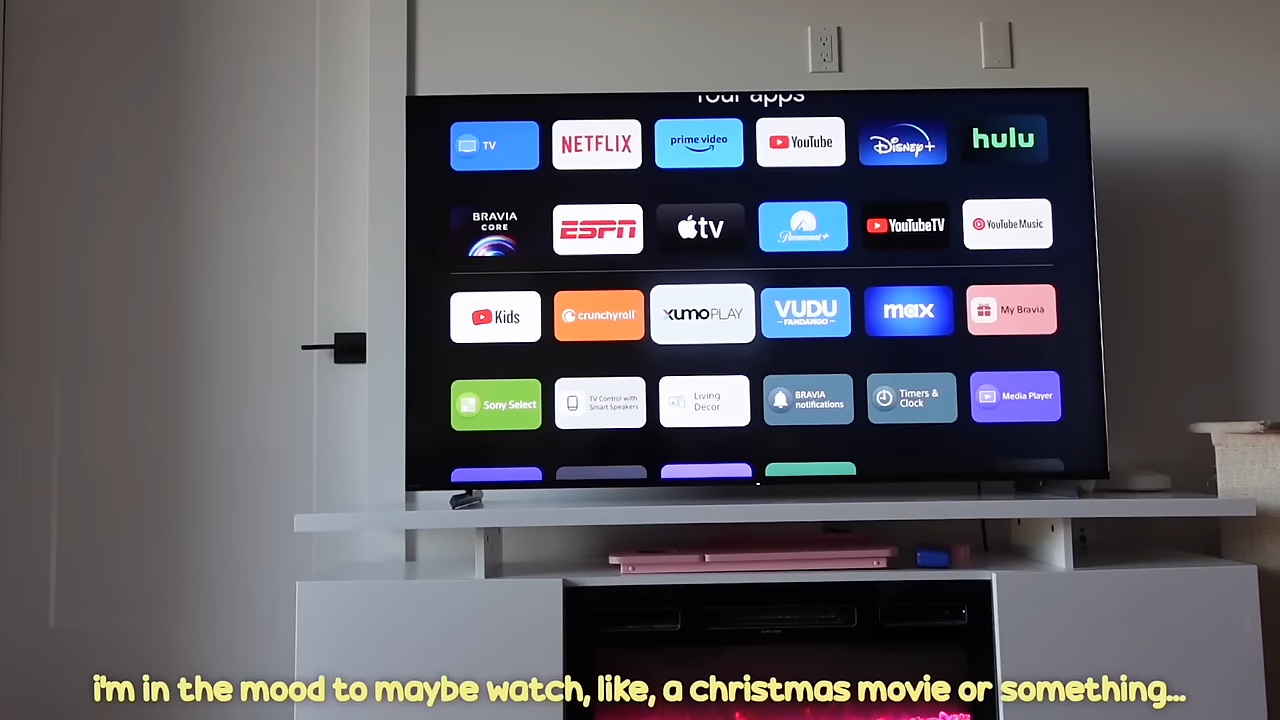 Your apps
TV
NETFLIX
prime video
YouTube
Disney+
hulu
BRAVIA
CORE
ESPN
tv
Paramount+
YouTubeTV
YouTube Music
Kids
crunchyroll
xumo PLAY
VUDU
FANDANGO
max
My Bravia
Sony Select
TV Control with
Smart Speakers
Living
Decor
BRAVIA
notifications
Timers &
Clock
Media Player
i'm in the mood to maybe watch, like, a christmas movie or something...